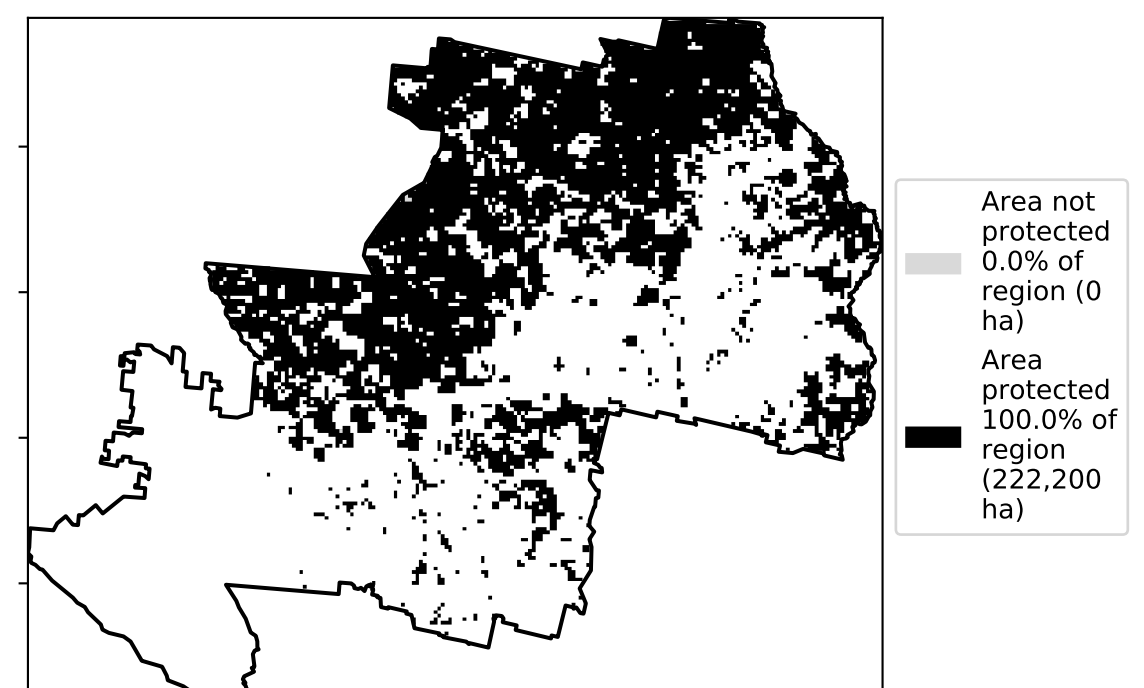 Area not
protected
0.0% of
region (0
ha)
Area
protected
100.0% of
region
(222,200
ha)